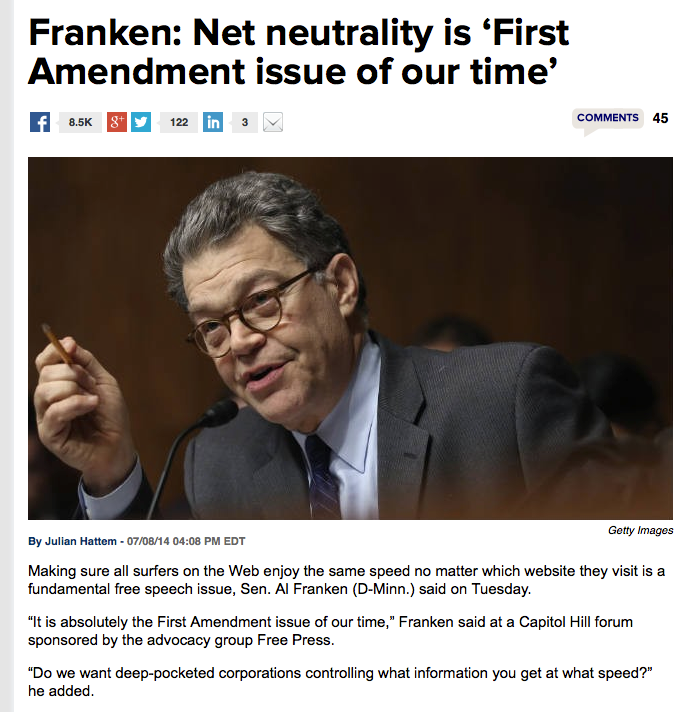 Franken: Net neutrality is ‘First
Amendment issue of our time’
f 8.5K g+ 122 in 3
COMMENTS 45
Getty Images
By Julian Hattem - 07/08/14 04:08 PM EDT
Making sure all surfers on the Web enjoy the same speed no matter which website they visit is a
fundamental free speech issue, Sen. Al Franken (D-Minn.) said on Tuesday.
“It is absolutely the First Amendment issue of our time,” Franken said at a Capitol Hill forum
sponsored by the advocacy group Free Press.
“Do we want deep-pocketed corporations controlling what information you get at what speed?”
he added.